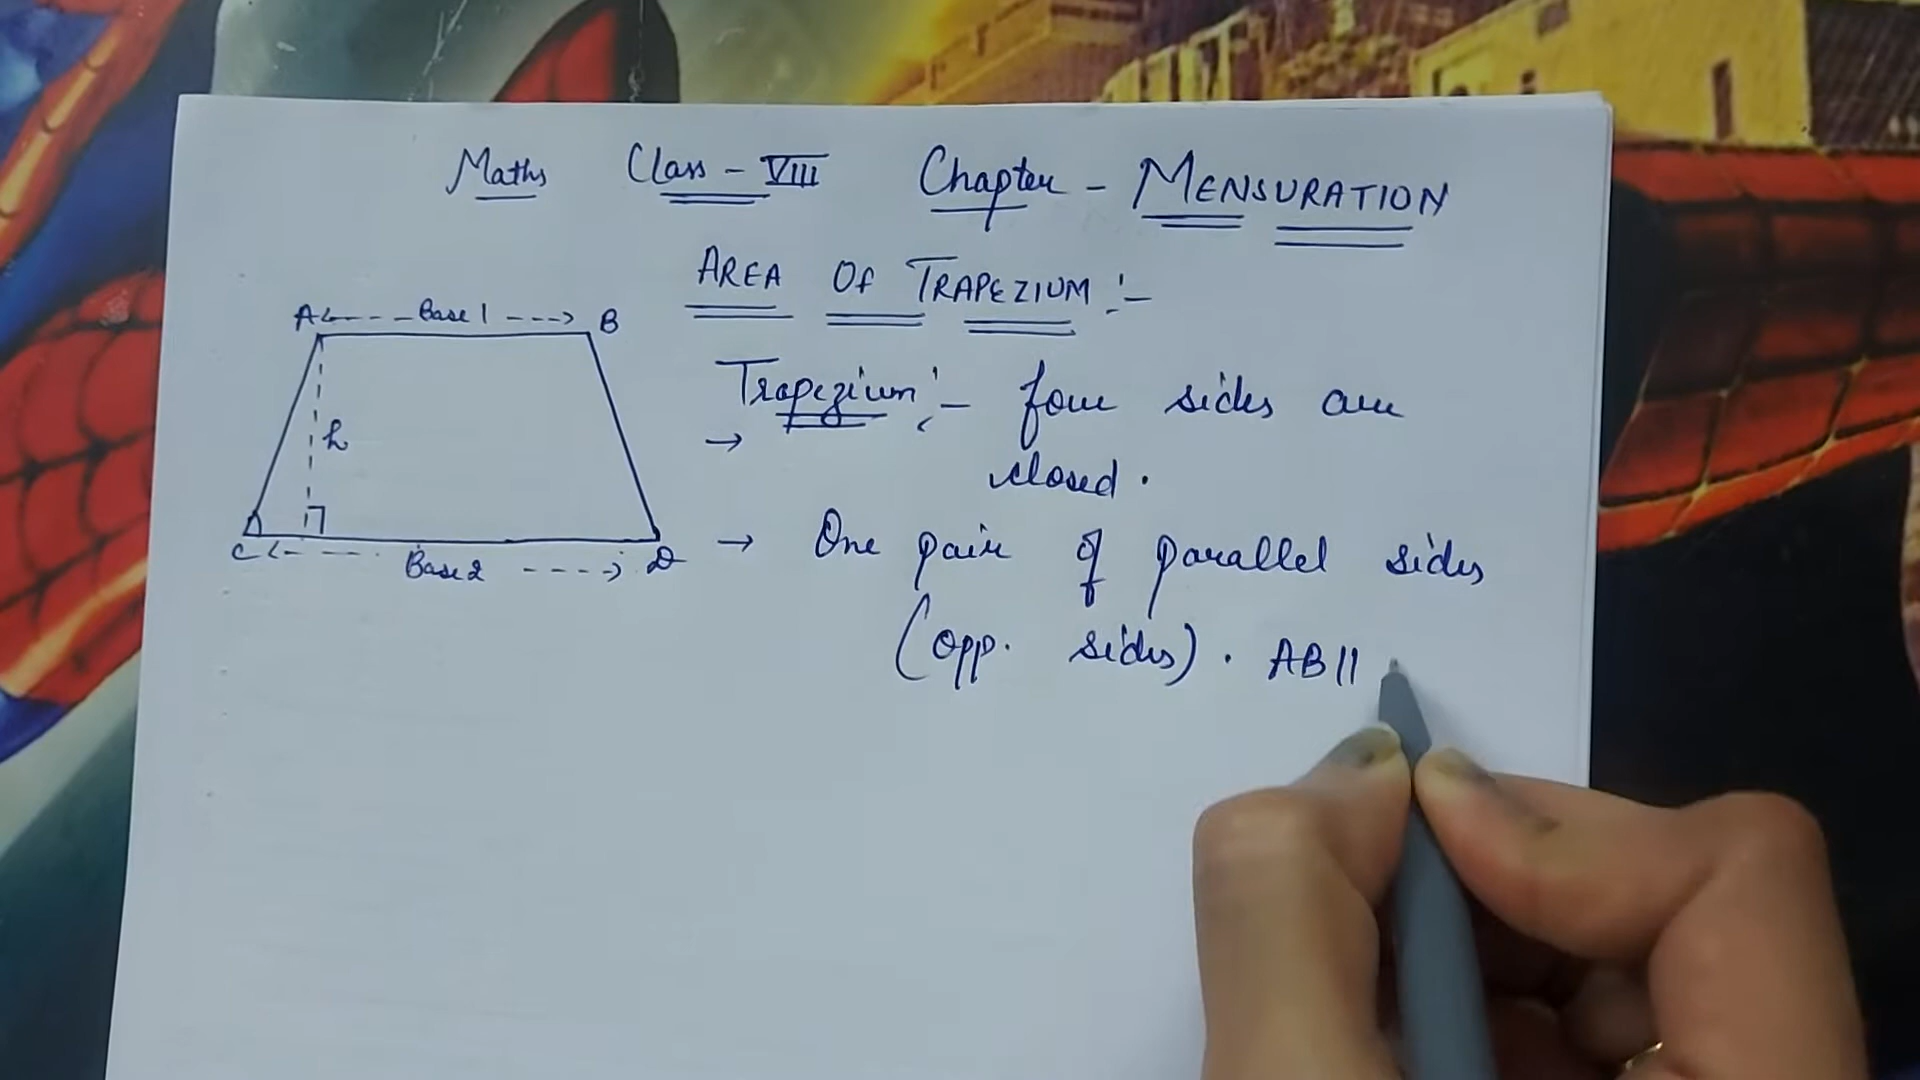 Maths Class - VIII Chapter - MENSURATION
AREA OF TRAPEZIUM :-
A <--- Base 1 ---> B
h
C <--- Base 2 ----> D
Trapezium :- four sides are
→ closed.
→ One pair of parallel sides
(opp. sides). AB ||